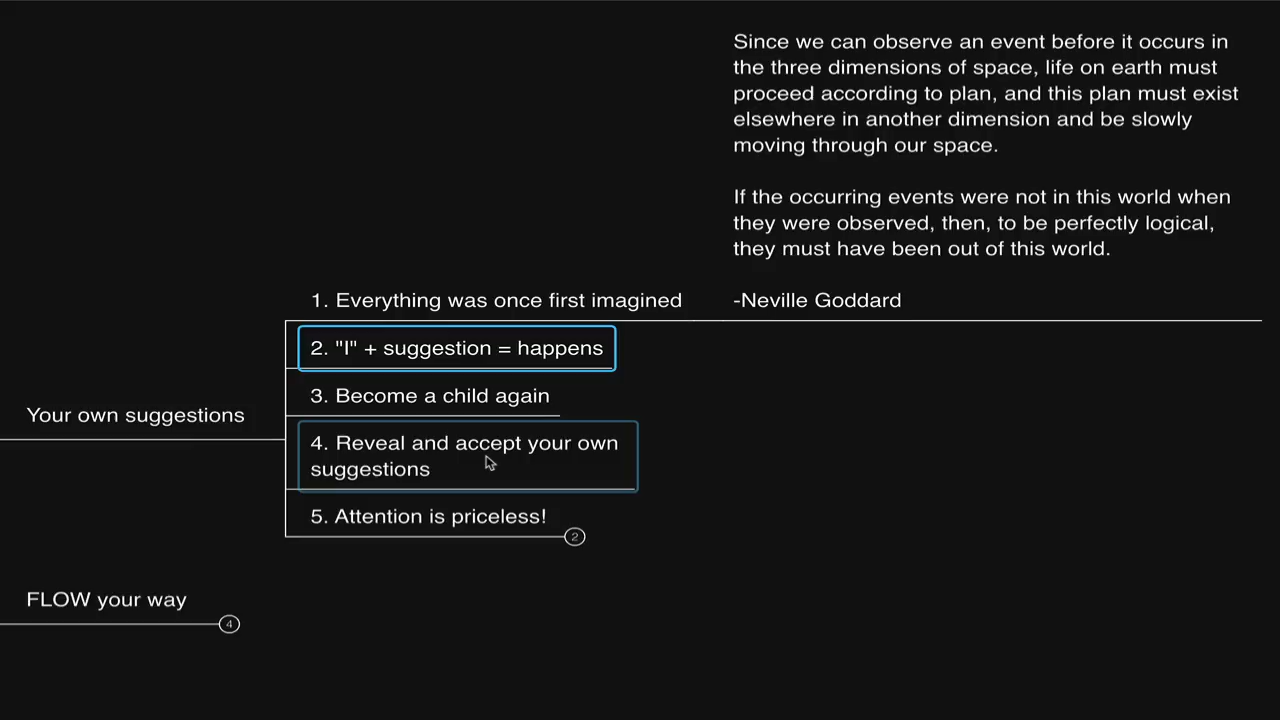 Since we can observe an event before it occurs in
the three dimensions of space, life on earth must
proceed according to plan, and this plan must exist
elsewhere in another dimension and be slowly
moving through our space.
If the occurring events were not in this world when
they were observed, then, to be perfectly logical,
they must have been out of this world.
1. Everything was once first imagined
-Neville Goddard
2. "I" + suggestion = happens
3. Become a child again
Your own suggestions
4. Reveal and accept your own
suggestions
5. Attention is priceless!
2
FLOW your way
4